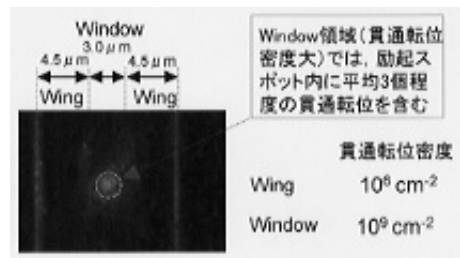 Window
3.0μm
4.5μm
4.5μm
Wing
Wing
Window領域(貫通転位
密度大)では, 励起ス
ポット内に平均3個程
度の貫通転位を含む
貫通転位密度
Wing 10⁶ cm⁻²
Window 10⁹ cm⁻²